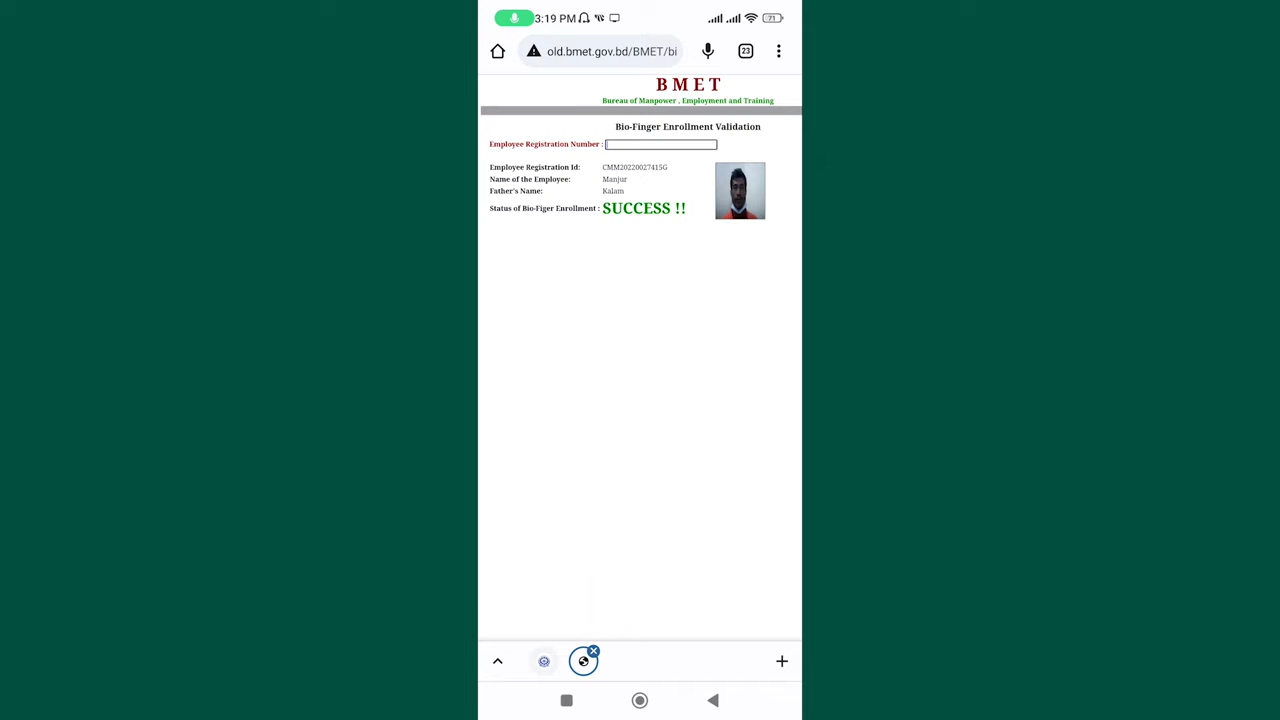 3:19 PM
71
old.bmet.gov.bd/BMET/bi
23
B M E T
Bureau of Manpower , Employment and Training
Bio-Finger Enrollment Validation
Employee Registration Number :
Employee Registration Id: CMM20220027415G
Name of the Employee: Manjur
Father's Name: Kalam
Status of Bio-Figer Enrollment : SUCCESS !!